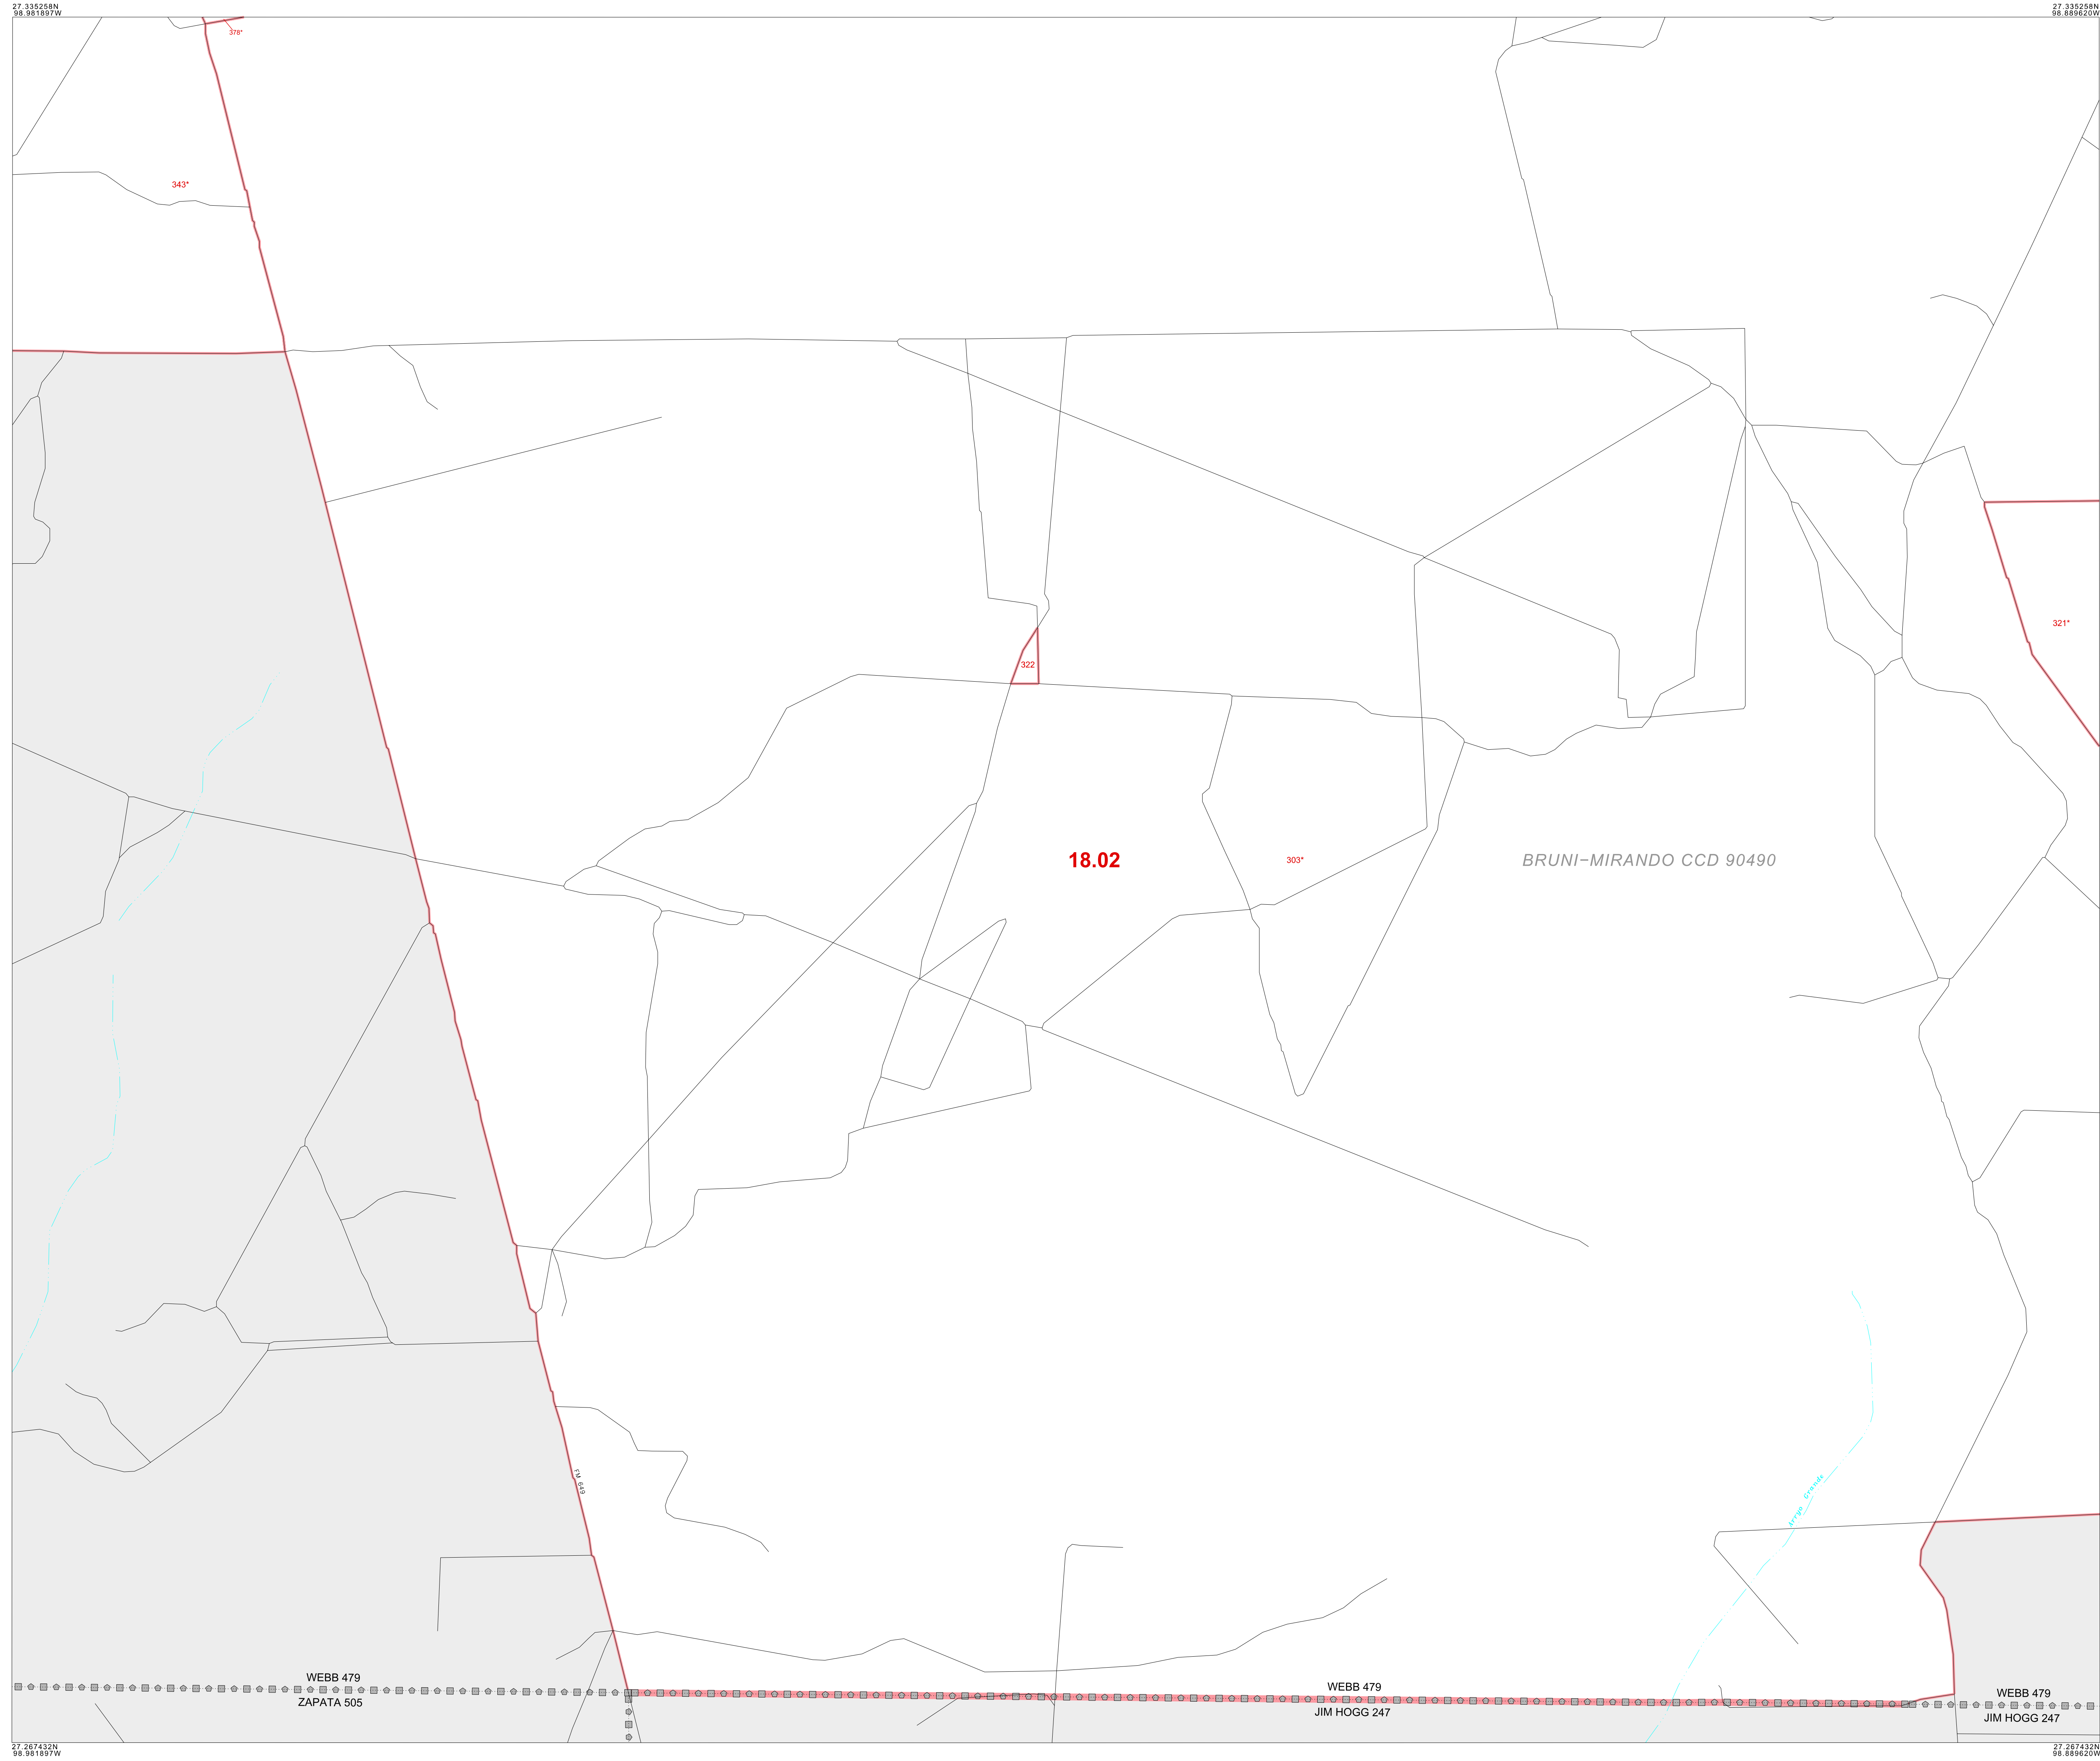 27.335258N
98.981897W
27.335258N
98.889620W
378*
343*
321*
322
18.02
303*
BRUNI-MIRANDO CCD 90490
FM 649
Arroyo Grande
WEBB 479
ZAPATA 505
WEBB 479
JIM HOGG 247
WEBB 479
JIM HOGG 247
27.267432N
98.981897W
27.267432N
98.889620W